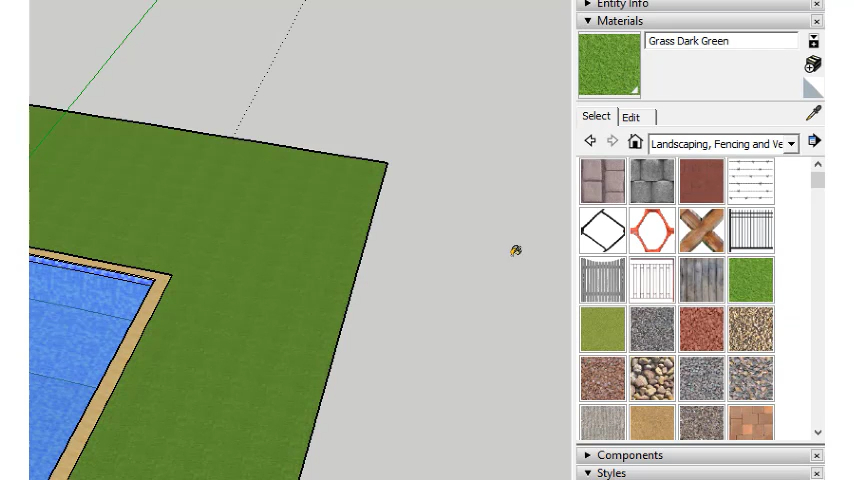 Entity Info
Materials
Grass Dark Green
Select
Edit
Landscaping, Fencing and Ve
Components
Styles